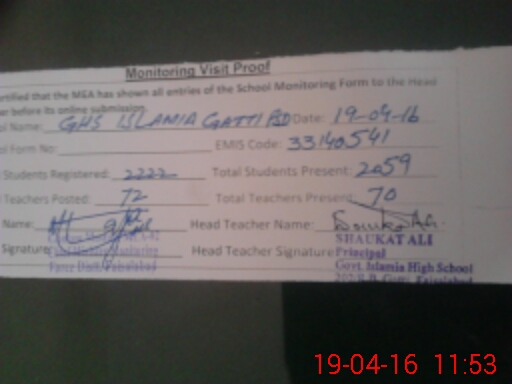 Monitoring Visit Proof
ertified that the MEA has shown all entries of the School Monitoring Form to the Head
er before its online submission.
ol Name: GHS ISLAMIA GATTI Date: 19-04-16
ol Form No: EMIS Code: 33140541
Students Registered: 2222 Total Students Present: 2059
Teachers Posted: 72 Total Teachers Present: 70
Name: Head Teacher Name:
SHAUKAT ALI
Signature Head Teacher Signature Principal
Govt Islamia High School
Faisalabad
19-04-16 11:53